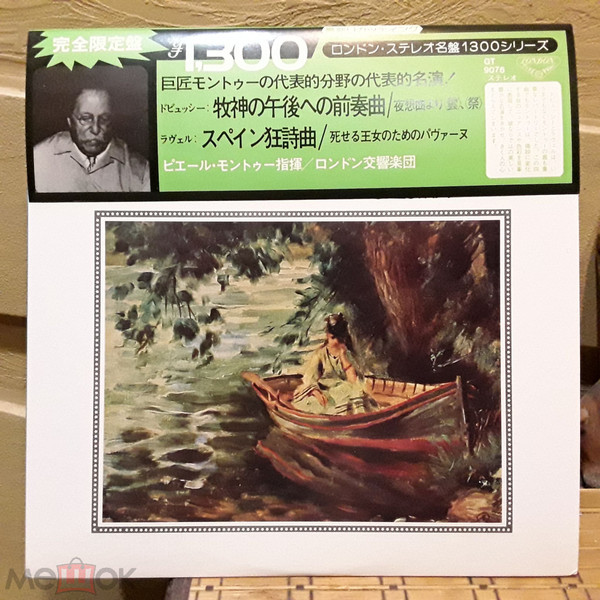 完全限定盤
¥1,300
ロンドン・ステレオ名盤1300シリーズ
GT
9076
ステレオ
LONDON
巨匠モントゥーの代表的分野の代表的名演！
ドビュッシー：牧神の午後への前奏曲/夜想曲より(雲、祭)
ラヴェル：スペイン狂詩曲/死せる王女のためのパヴァーヌ
ピエール・モントゥー指揮/ロンドン交響楽団
мешок